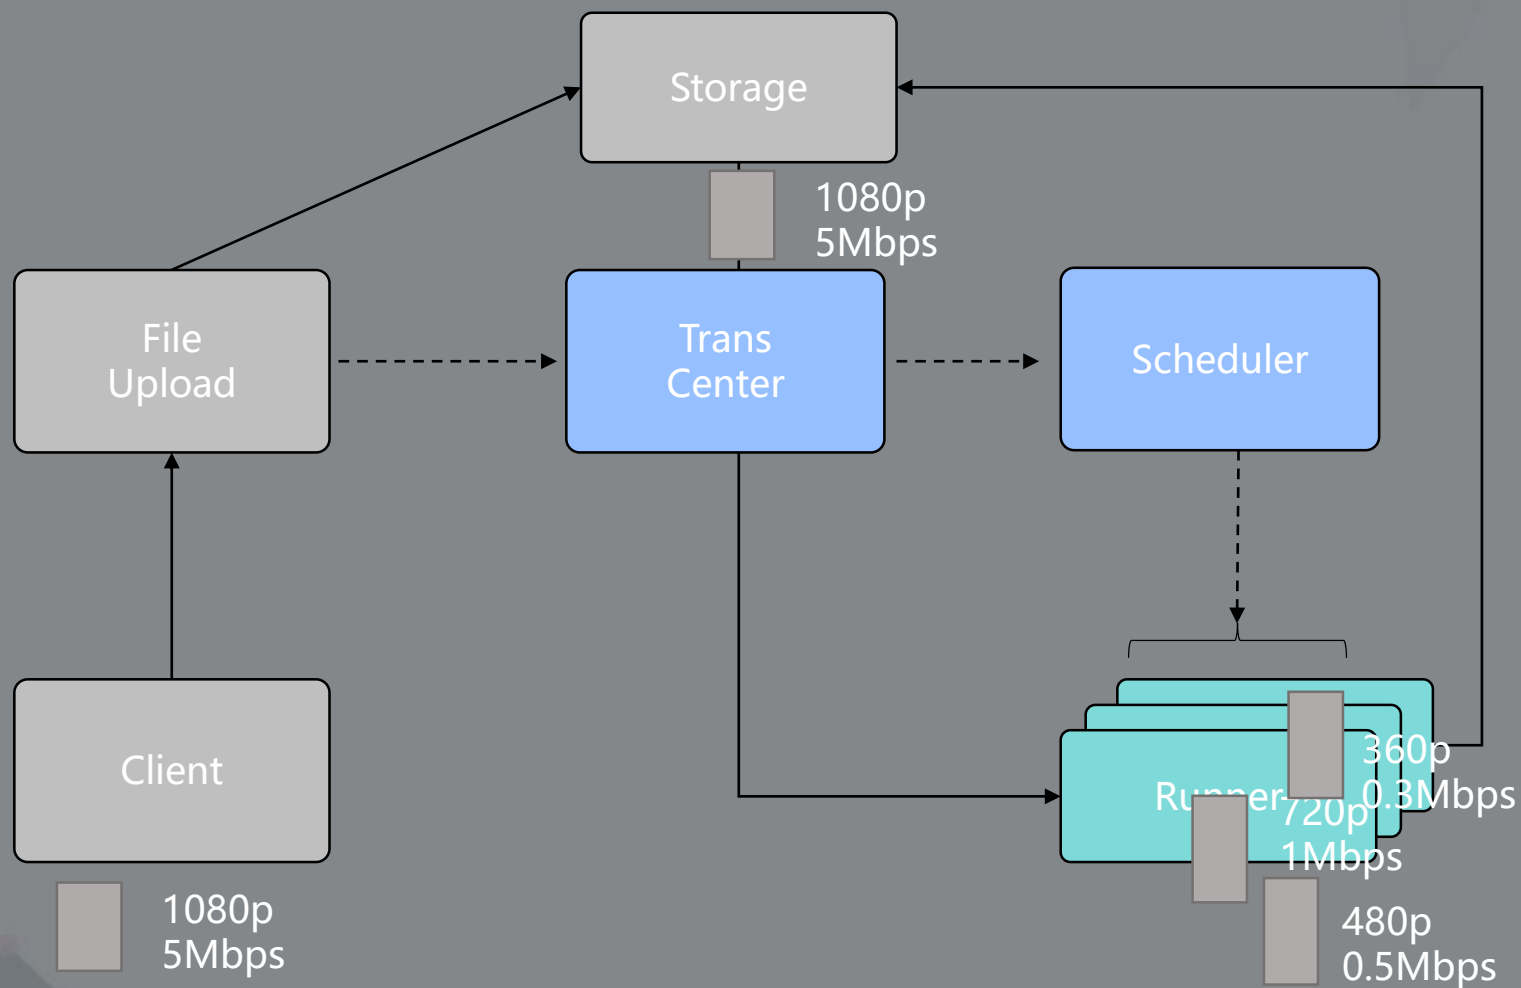 Storage
1080p
5Mbps
File
Upload
Trans
Center
Scheduler
Client
1080p
5Mbps
Runner
360p
0.3Mbps
720p
1Mbps
480p
0.5Mbps